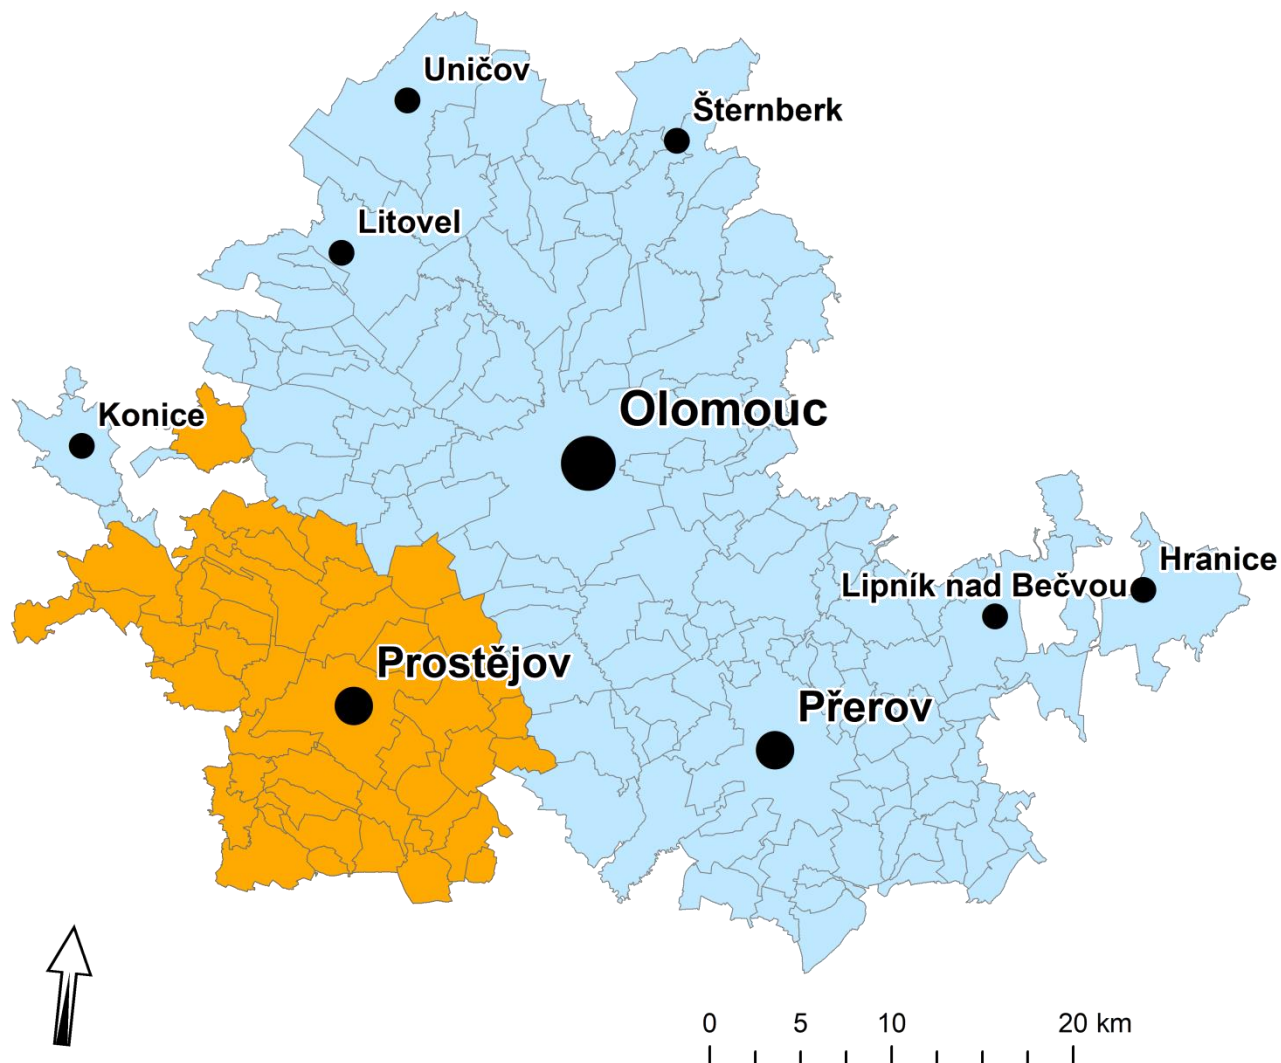 Uničov
Šternberk
Litovel
Konice
Olomouc
Hranice
Lipník nad Bečvou
Prostějov
Přerov
0 5 10 20 km